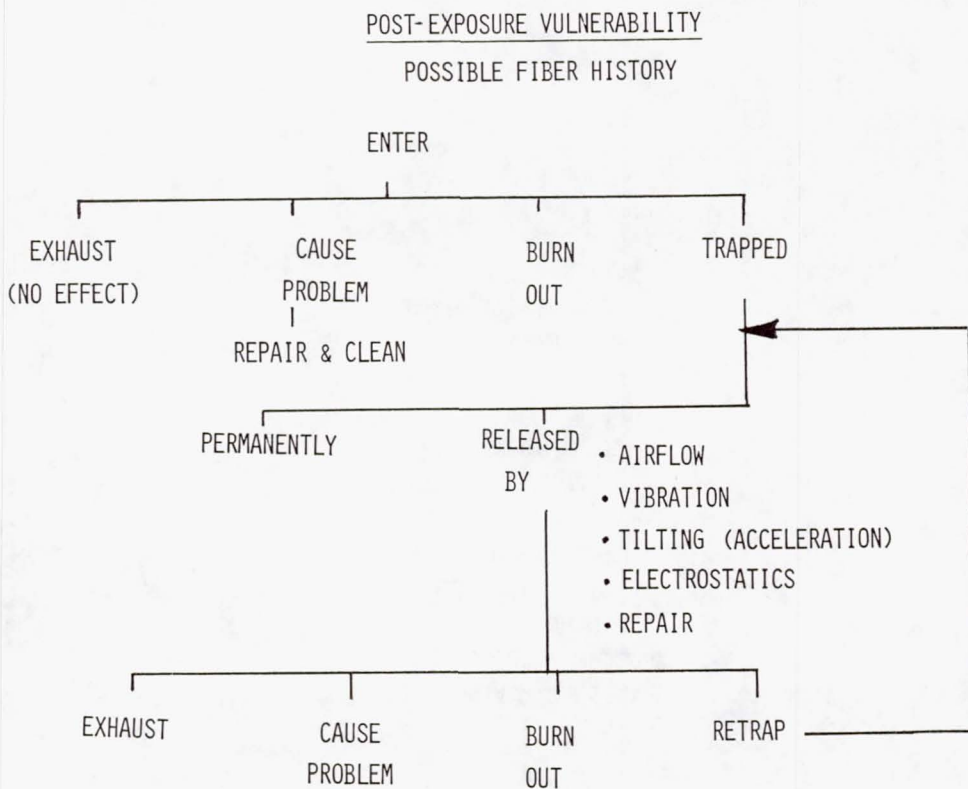 POST-EXPOSURE VULNERABILITY
POSSIBLE FIBER HISTORY
ENTER
EXHAUST
(NO EFFECT)
CAUSE
PROBLEM
REPAIR & CLEAN
BURN
OUT
TRAPPED
PERMANENTLY
RELEASED
BY
• AIRFLOW
• VIBRATION
• TILTING (ACCELERATION)
• ELECTROSTATICS
• REPAIR
EXHAUST
CAUSE
PROBLEM
BURN
OUT
RETRAP